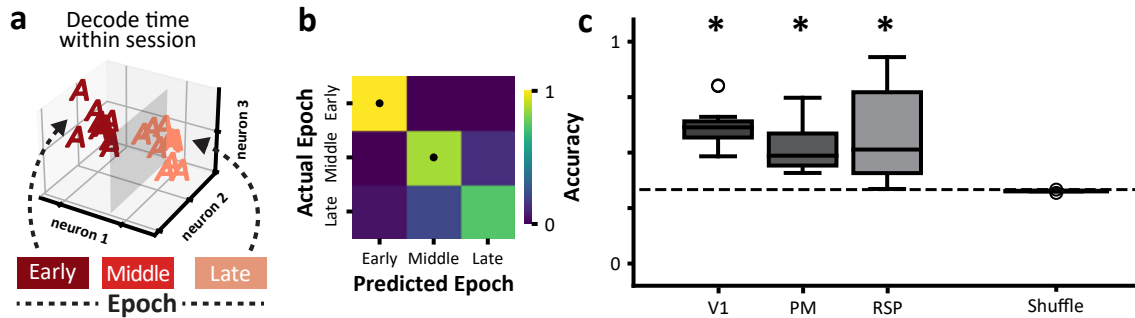 a
Decode time
within session
A A A A A A A A A A A A A A A
neuron 1
neuron 2
neuron 3
Early
Middle
Late
Epoch
b
Actual Epoch
Early
Middle
Late
1
0
Early
Middle
Late
Predicted Epoch
c
Accuracy
1
0
* * *
V1
PM
RSP
Shuffle